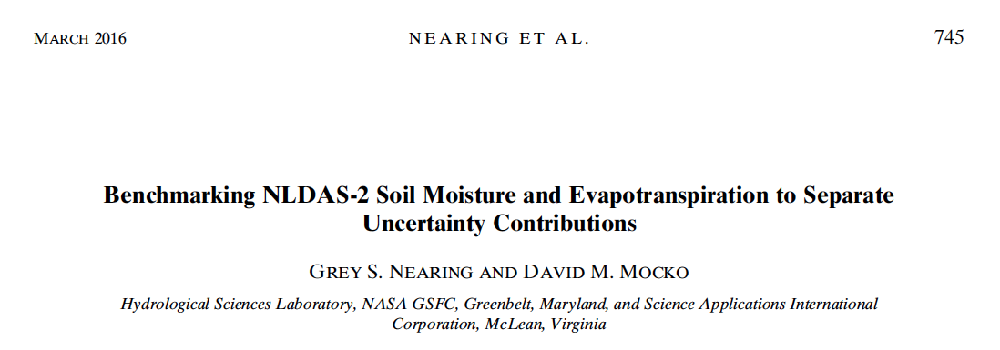 MARCH 2016 NEARING ET AL. 745
Benchmarking NLDAS-2 Soil Moisture and Evapotranspiration to Separate
Uncertainty Contributions
GREY S. NEARING AND DAVID M. MOCKO
Hydrological Sciences Laboratory, NASA GSFC, Greenbelt, Maryland, and Science Applications International
Corporation, McLean, Virginia